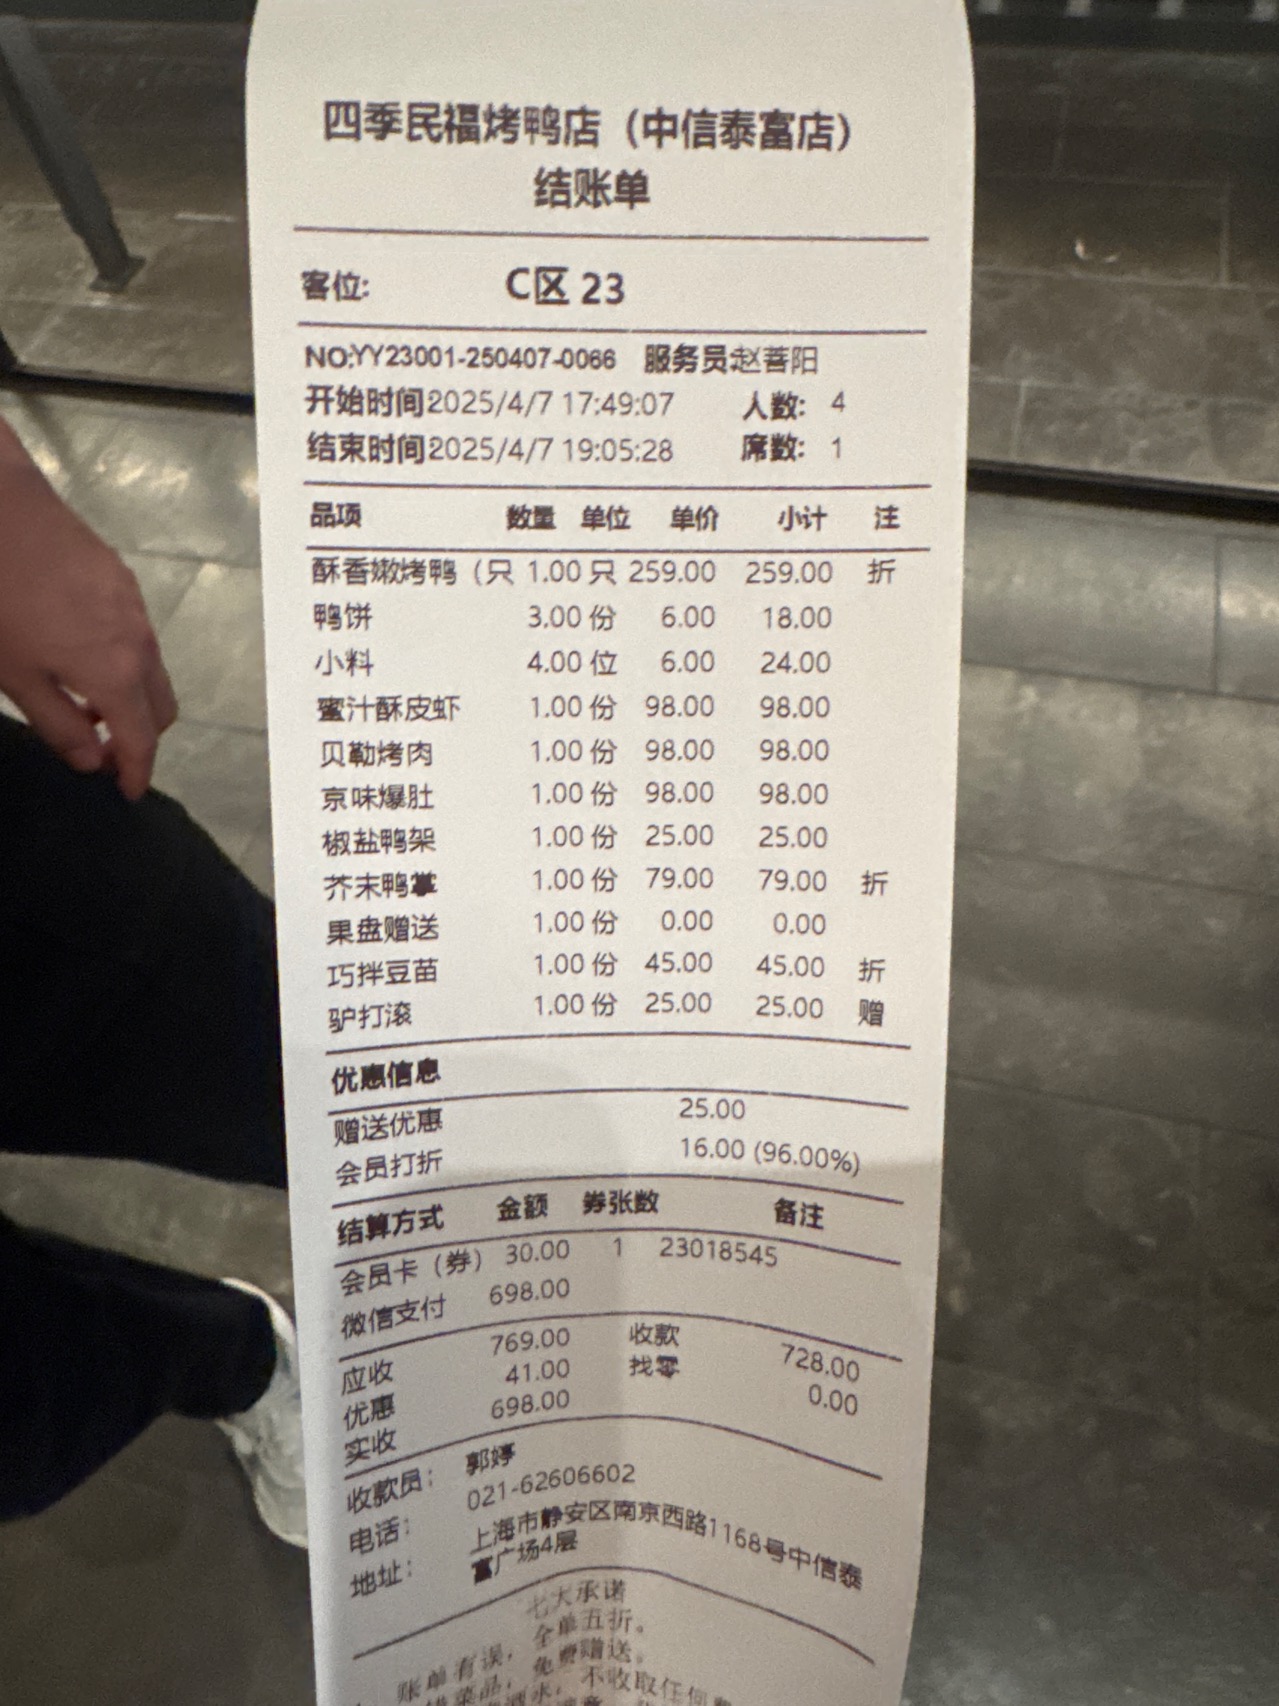 四季民福烤鸭店（中信泰富店）
结账单
客位: C区 23
NO:YY23001-250407-0066 服务员:赵善阳
开始时间2025/4/7 17:49:07 人数: 4
结束时间2025/4/7 19:05:28 席数: 1
品项 数量 单位 单价 小计 注
酥香嫩烤鸭（只 1.00 只 259.00 259.00 折
鸭饼 3.00 份 6.00 18.00
小料 4.00 位 6.00 24.00
蜜汁酥皮虾 1.00 份 98.00 98.00
贝勒烤肉 1.00 份 98.00 98.00
京味爆肚 1.00 份 98.00 98.00
椒盐鸭架 1.00 份 25.00 25.00
芥末鸭掌 1.00 份 79.00 79.00 折
果盘赠送 1.00 份 0.00 0.00
巧拌豆苗 1.00 份 45.00 45.00 折
驴打滚 1.00 份 25.00 25.00 赠
优惠信息
赠送优惠 25.00
会员打折 16.00 (96.00%)
结算方式 金额 券张数 备注
会员卡（券） 30.00 1 23018545
微信支付 698.00
应收 769.00 收款 728.00
优惠 41.00 找零 0.00
实收 698.00
收款员: 郭婷
电话: 021-62606602
地址: 上海市静安区南京西路1168号中信泰
富广场4层
七大承诺
账单有误，全单五折。
菜品，免费赠送。
酒水，不收取任何费